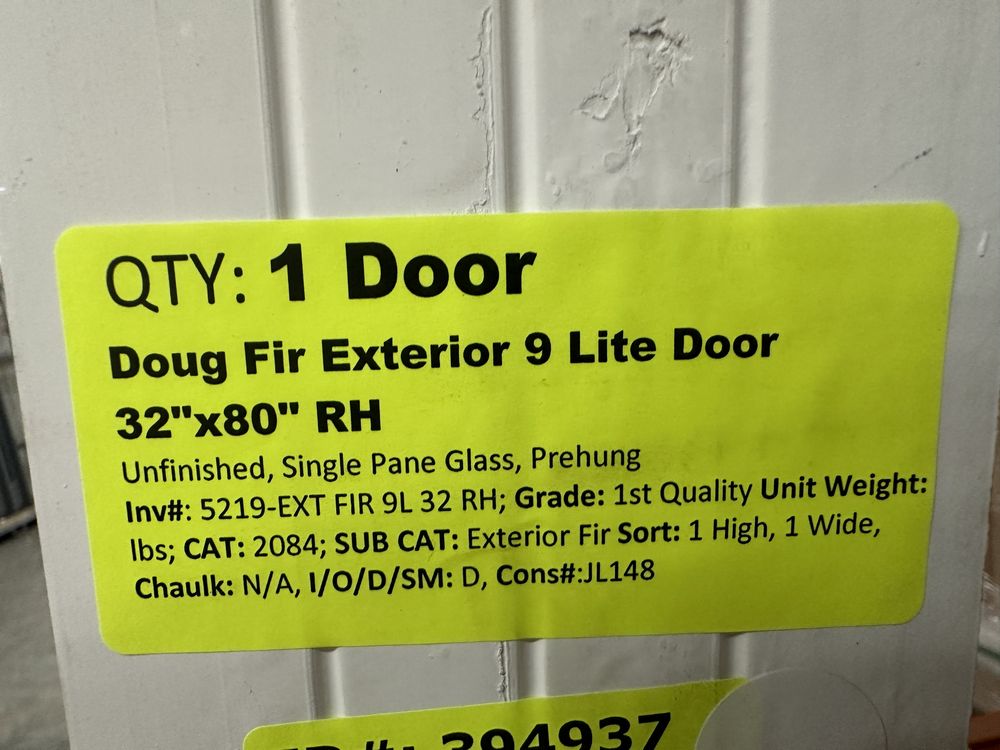 QTY: 1 Door
Doug Fir Exterior 9 Lite Door
32"x80" RH
Unfinished, Single Pane Glass, Prehung
Inv#: 5219-EXT FIR 9L 32 RH; Grade: 1st Quality Unit Weight:
lbs; CAT: 2084; SUB CAT: Exterior Fir Sort: 1 High, 1 Wide,
Chaulk: N/A, I/O/D/SM: D, Cons#:JL148
#: 394937